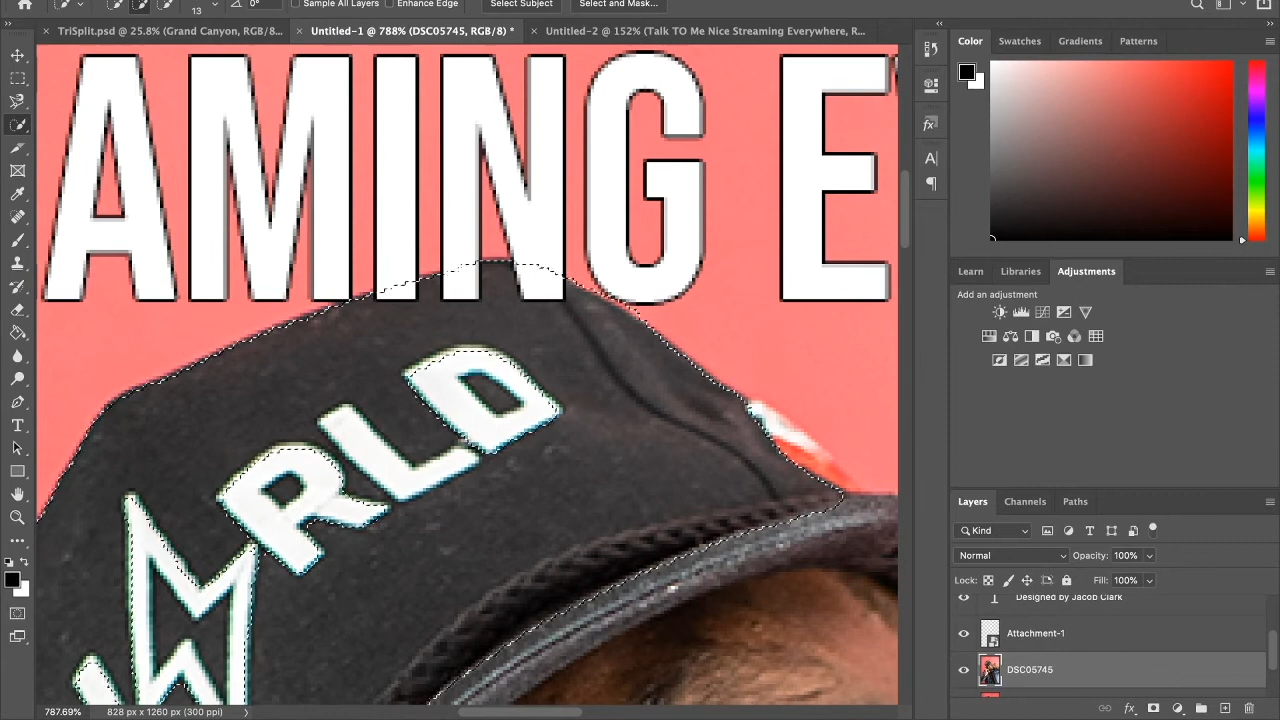 13
0°
Sample All Layers
Enhance Edge
Select Subject
Select and Mask...
TriSplit.psd @ 25.8% (Grand Canyon, RGB/8...
Untitled-1 @ 788% (DSC05745, RGB/8) *
Untitled-2 @ 152% (Talk TO Me Nice Streaming Everywhere, R...
Color
Swatches
Gradients
Patterns
AMING E
RLD
Learn
Libraries
Adjustments
Add an adjustment
Layers
Channels
Paths
Kind
Normal
Opacity: 100%
Lock:
Fill: 100%
Designed by Jacob Clark
Attachment-1
DSC05745
787.69%
828 px x 1260 px (300 ppi)